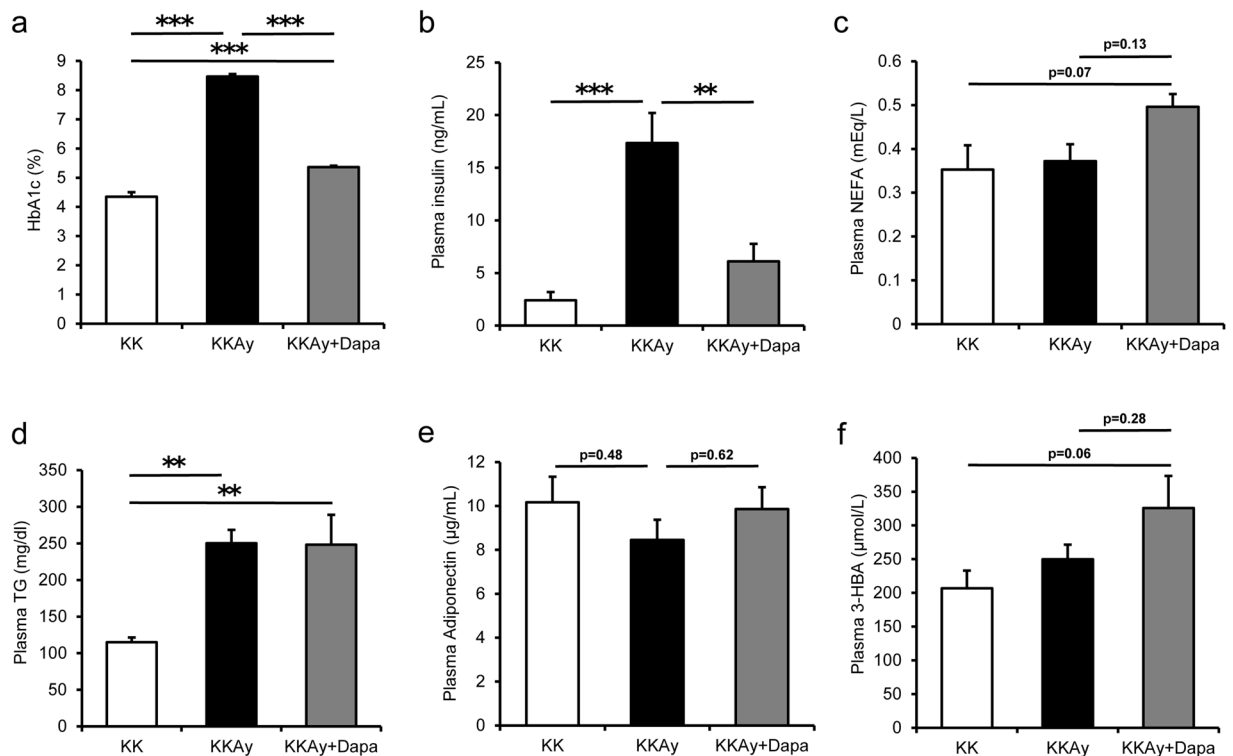 a
*** ***
***
HbA1c (%)
9
8
7
6
5
4
3
2
1
0
KK KKAy KKAy+Dapa
b
*** **
Plasma insulin (ng/mL)
25
20
15
10
5
0
KK KKAy KKAy+Dapa
c
p=0.13
p=0.07
Plasma NEFA (mEq/L)
0.6
0.5
0.4
0.3
0.2
0.1
0
KK KKAy KKAy+Dapa
d
**
**
Plasma TG (mg/dl)
350
300
250
200
150
100
50
0
KK KKAy KKAy+Dapa
e
p=0.48 p=0.62
Plasma Adiponectin (µg/mL)
12
10
8
6
4
2
0
KK KKAy KKAy+Dapa
f
p=0.28
p=0.06
Plasma 3-HBA (µmol/L)
400
350
300
250
200
150
100
50
0
KK KKAy KKAy+Dapa